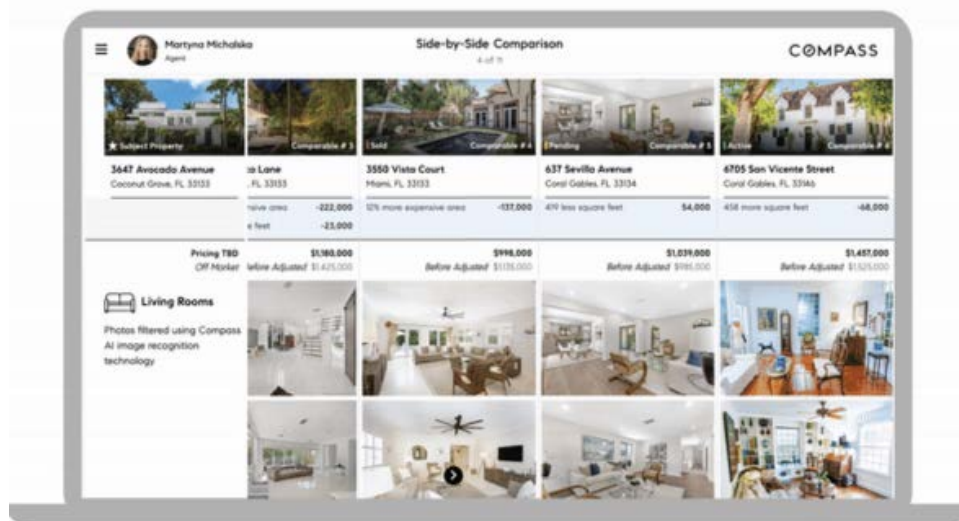 Martyna Michalska
Agent
Side-by-Side Comparison
4 of 11
COMPASS
★ Subject Property
Comparable # 3
Sold
Comparable # 4
Pending
Comparable # 5
Active
Comparable # 6
3647 Avocado Avenue
Coconut Grove, FL 33133
a Lane
, FL 33133
3550 Vista Court
Miami, FL 33133
637 Sevilla Avenue
Coral Gables, FL 33134
6705 San Vicente Street
Coral Gables, FL 33146
nsive area -222,000
e feet -23,000
12% more expensive area -137,000
419 less square feet 54,000
458 more square feet -68,000
Pricing TBD
Off Market
$1,180,000
Before Adjusted $1,425,000
$998,000
Before Adjusted $1,135,000
$1,039,000
Before Adjusted $985,000
$1,457,000
Before Adjusted $1,525,000
Living Rooms
Photos filtered using Compass
AI image recognition
technology